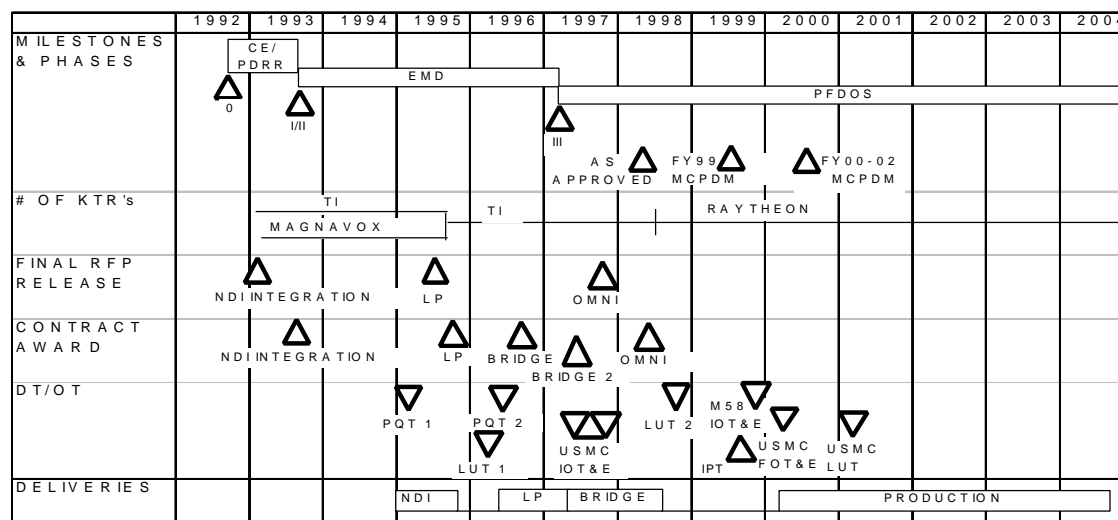 1992 1993 1994 1995 1996 1997 1998 1999 2000 2001 2002 2003 2004
MILESTONES
& PHASES
CE/
PDRR
EMD
PFDOS
0
I/II
III
AS
APPROVED
FY99
MCPDM
FY00-02
MCPDM
# OF KTR's
TI
MAGNAVOX
TI
RAYTHEON
FINAL RFP
RELEASE
NDI INTEGRATION
LP
OMNI
CONTRACT
AWARD
NDI INTEGRATION
LP
BRIDGE
BRIDGE 2
OMNI
DT/OT
PQT 1
PQT 2
LUT 1
USMC
IOT&E
LUT 2
M58
IOT&E
IPT
USMC
FOT&E
USMC
LUT
DELIVERIES
NDI
LP
BRIDGE
PRODUCTION